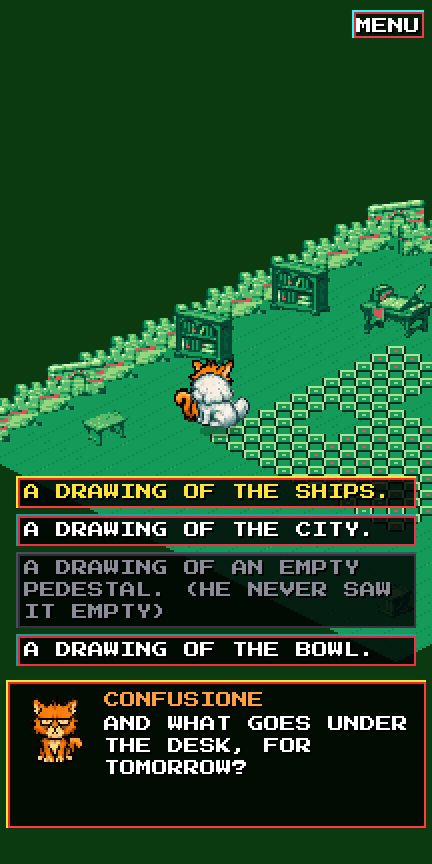 MENU
A DRAWING OF THE SHIPS.
A DRAWING OF THE CITY.
A DRAWING OF AN EMPTY
PEDESTAL. (HE NEVER SAW
IT EMPTY)
A DRAWING OF THE BOWL.
CONFUSIONE
AND WHAT GOES UNDER
THE DESK, FOR
TOMORROW?